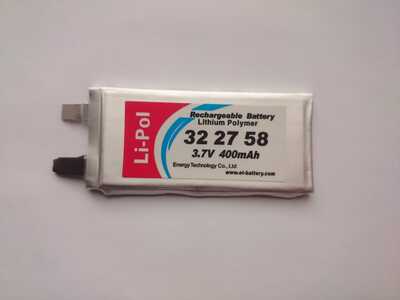 Li-Pol
Rechargeable Battery
Lithium Polymer
32 27 58
3.7V 400mAh
Energy Technology Co., Ltd
www.et-battery.com